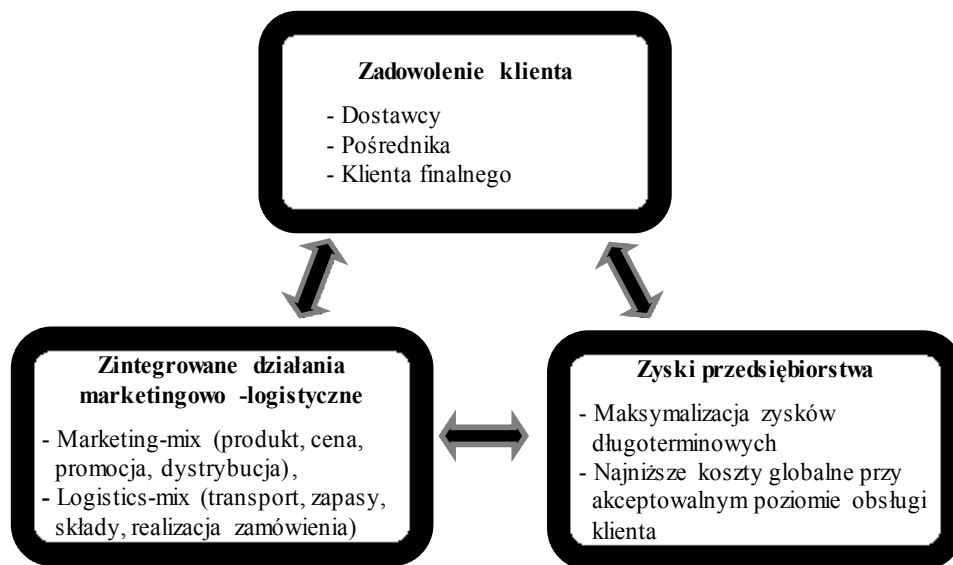 Zadowolenie klienta
- Dostawcy
- Pośrednika
- Klienta finalnego
Zintegrowane działania
marketingowo -logistyczne
- Marketing-mix (produkt, cena,
promocja, dystrybucja),
- Logistics-mix (transport, zapasy,
składy, realizacja zamówienia)
Zyski przedsiębiorstwa
- Maksymalizacja zysków
długoterminowych
- Najniższe koszty globalne przy
akceptowalnym poziomie obsługi
klienta